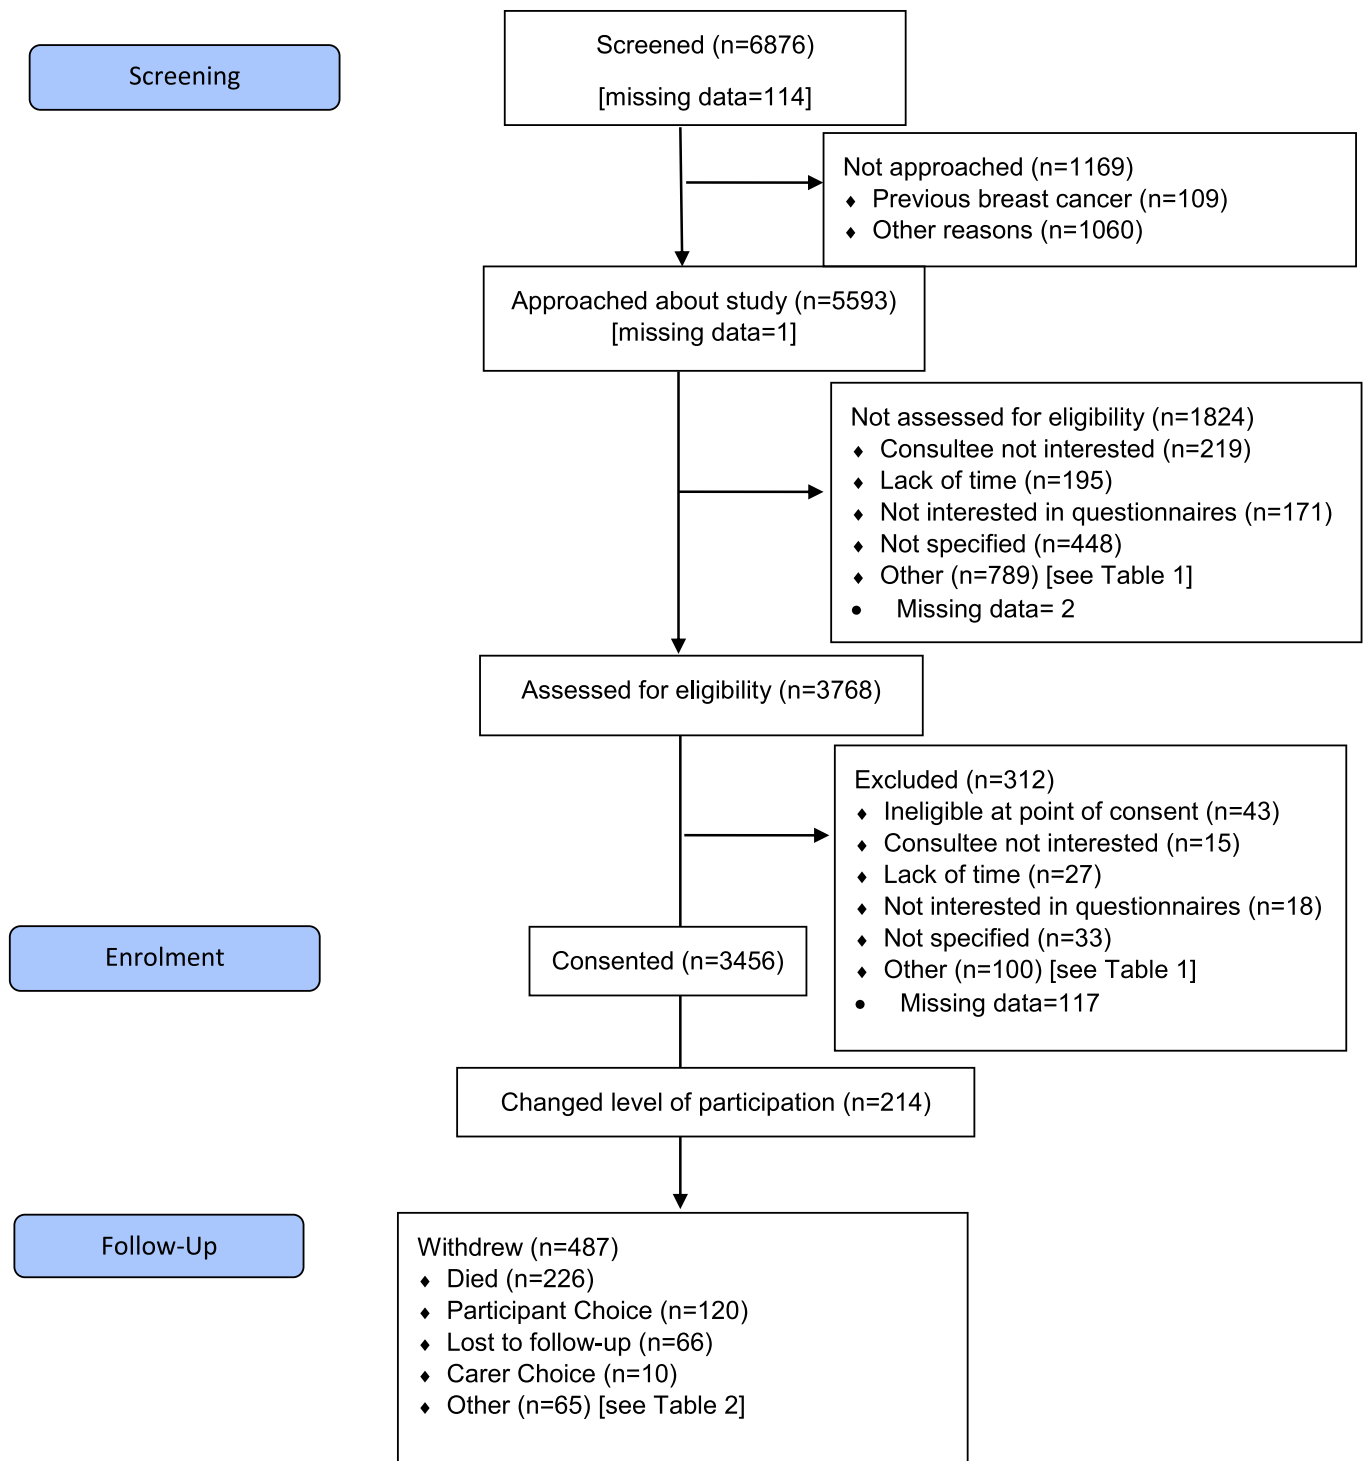 Screening
Screened (n=6876)
[missing data=114]
Not approached (n=1169)
⬧ Previous breast cancer (n=109)
⬧ Other reasons (n=1060)
Approached about study (n=5593)
[missing data=1]
Not assessed for eligibility (n=1824)
⬧ Consultee not interested (n=219)
⬧ Lack of time (n=195)
⬧ Not interested in questionnaires (n=171)
⬧ Not specified (n=448)
⬧ Other (n=789) [see Table 1]
• Missing data= 2
Assessed for eligibility (n=3768)
Excluded (n=312)
⬧ Ineligible at point of consent (n=43)
⬧ Consultee not interested (n=15)
⬧ Lack of time (n=27)
⬧ Not interested in questionnaires (n=18)
⬧ Not specified (n=33)
⬧ Other (n=100) [see Table 1]
• Missing data=117
Enrolment
Consented (n=3456)
Changed level of participation (n=214)
Follow-Up
Withdrew (n=487)
⬧ Died (n=226)
⬧ Participant Choice (n=120)
⬧ Lost to follow-up (n=66)
⬧ Carer Choice (n=10)
⬧ Other (n=65) [see Table 2]